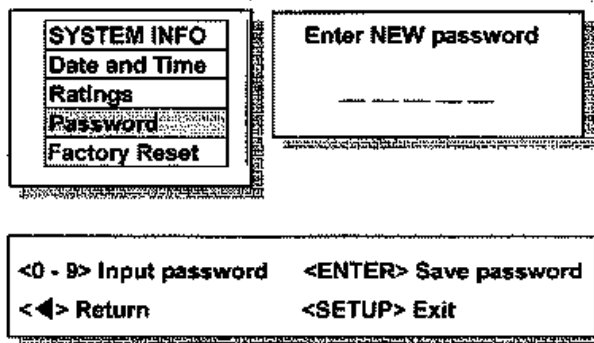 SYSTEM INFO
Date and Time
Ratings
Password
Factory Reset
Enter NEW password
<0 - 9> Input password
<ENTER> Save password
<◀> Return
<SETUP> Exit